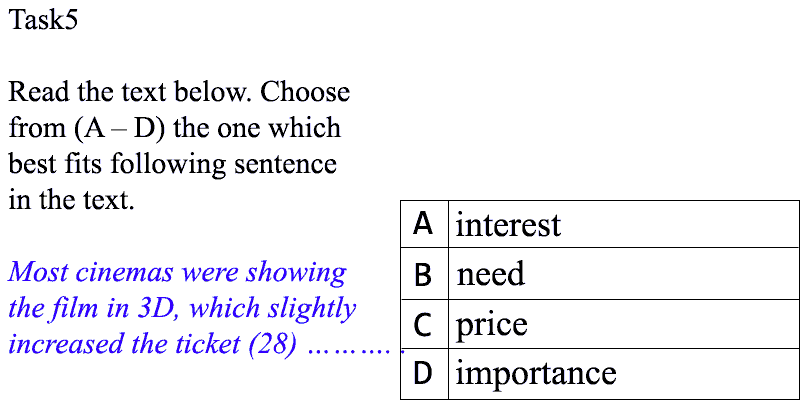 Task5
Read the text below. Choose
from (A – D) the one which
best fits following sentence
in the text.
Most cinemas were showing
the film in 3D, which slightly
increased the ticket (28) ………. .
A interest
B need
C price
D importance